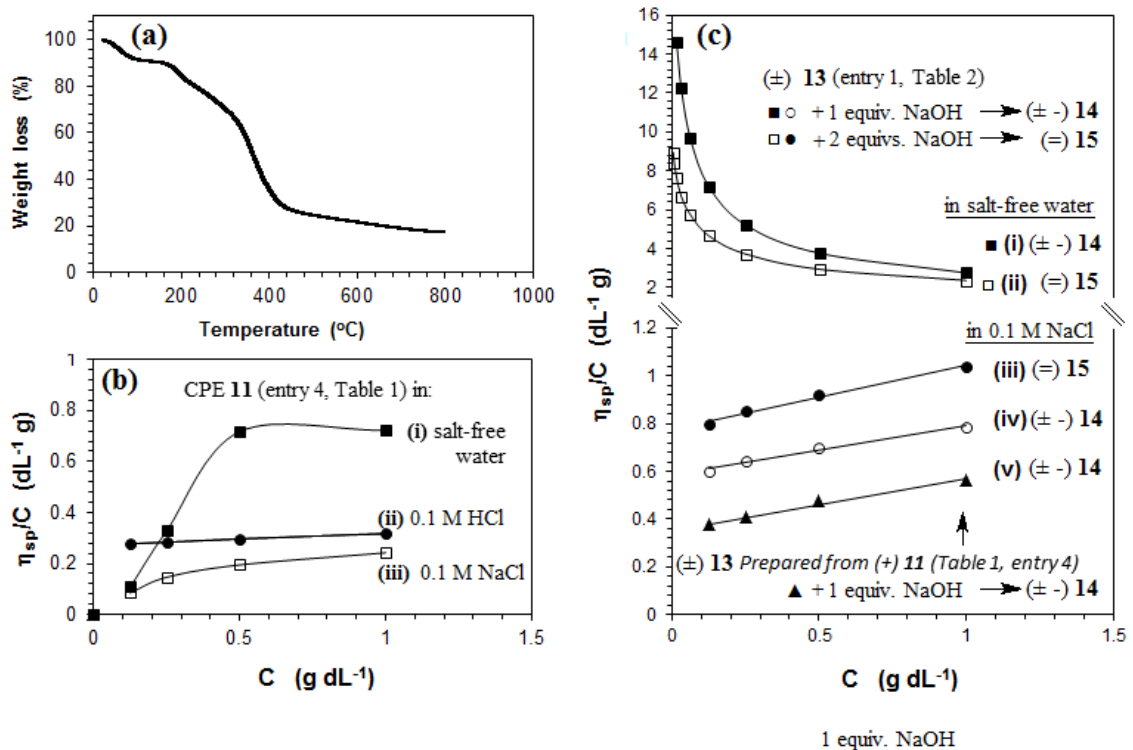 (a)
100
80
60
40
20
0
Weight loss (%)
0 200 400 600 800 1000
Temperature (ºC)
(b)
CPE 11 (entry 4, Table 1) in:
(i) salt-free
water
(ii) 0.1 M HCl
(iii) 0.1 M NaCl
1
0.8
0.6
0.4
0.2
0
ηsp/C (dL-1 g)
0 0.5 1 1.5
C (g dL-1)
(c)
(±) 13 (entry 1, Table 2)
+ 1 equiv. NaOH (± -) 14
+ 2 equivs. NaOH (=) 15
in salt-free water
(i) (± -) 14
(ii) (=) 15
in 0.1 M NaCl
(iii) (=) 15
(iv) (± -) 14
(v) (± -) 14
(±) 13 Prepared from (+) 11 (Table 1, entry 4)
+ 1 equiv. NaOH (± -) 14
16
14
12
10
8
6
4
2
1.2
1
0.8
0.6
0.4
0.2
0
ηsp/C (dL-1 g)
0 0.5 1 1.5
C (g dL-1)
1 equiv. NaOH